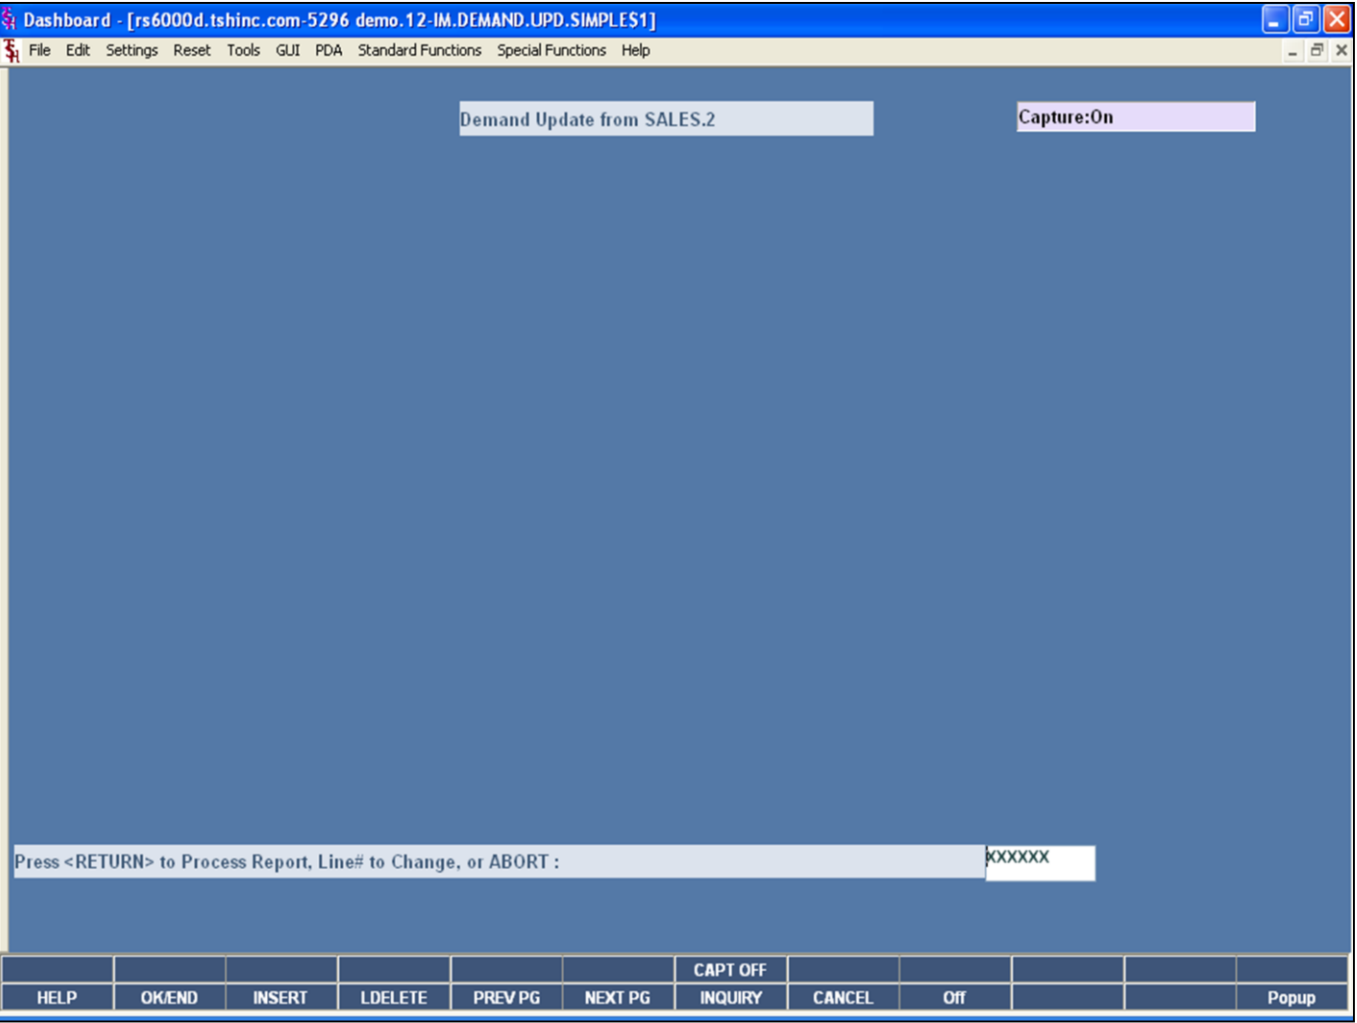 Dashboard - [rs6000d.tshinc.com-5296 demo.12-IM.DEMAND.UPD.SIMPLE$1]
File Edit Settings Reset Tools GUI PDA Standard Functions Special Functions Help
Demand Update from SALES.2 Capture:On
Press <RETURN> to Process Report, Line# to Change, or ABORT : XXXXXX
CAPT OFF
HELP OK/END INSERT LDELETE PREV PG NEXT PG INQUIRY CANCEL Off Popup